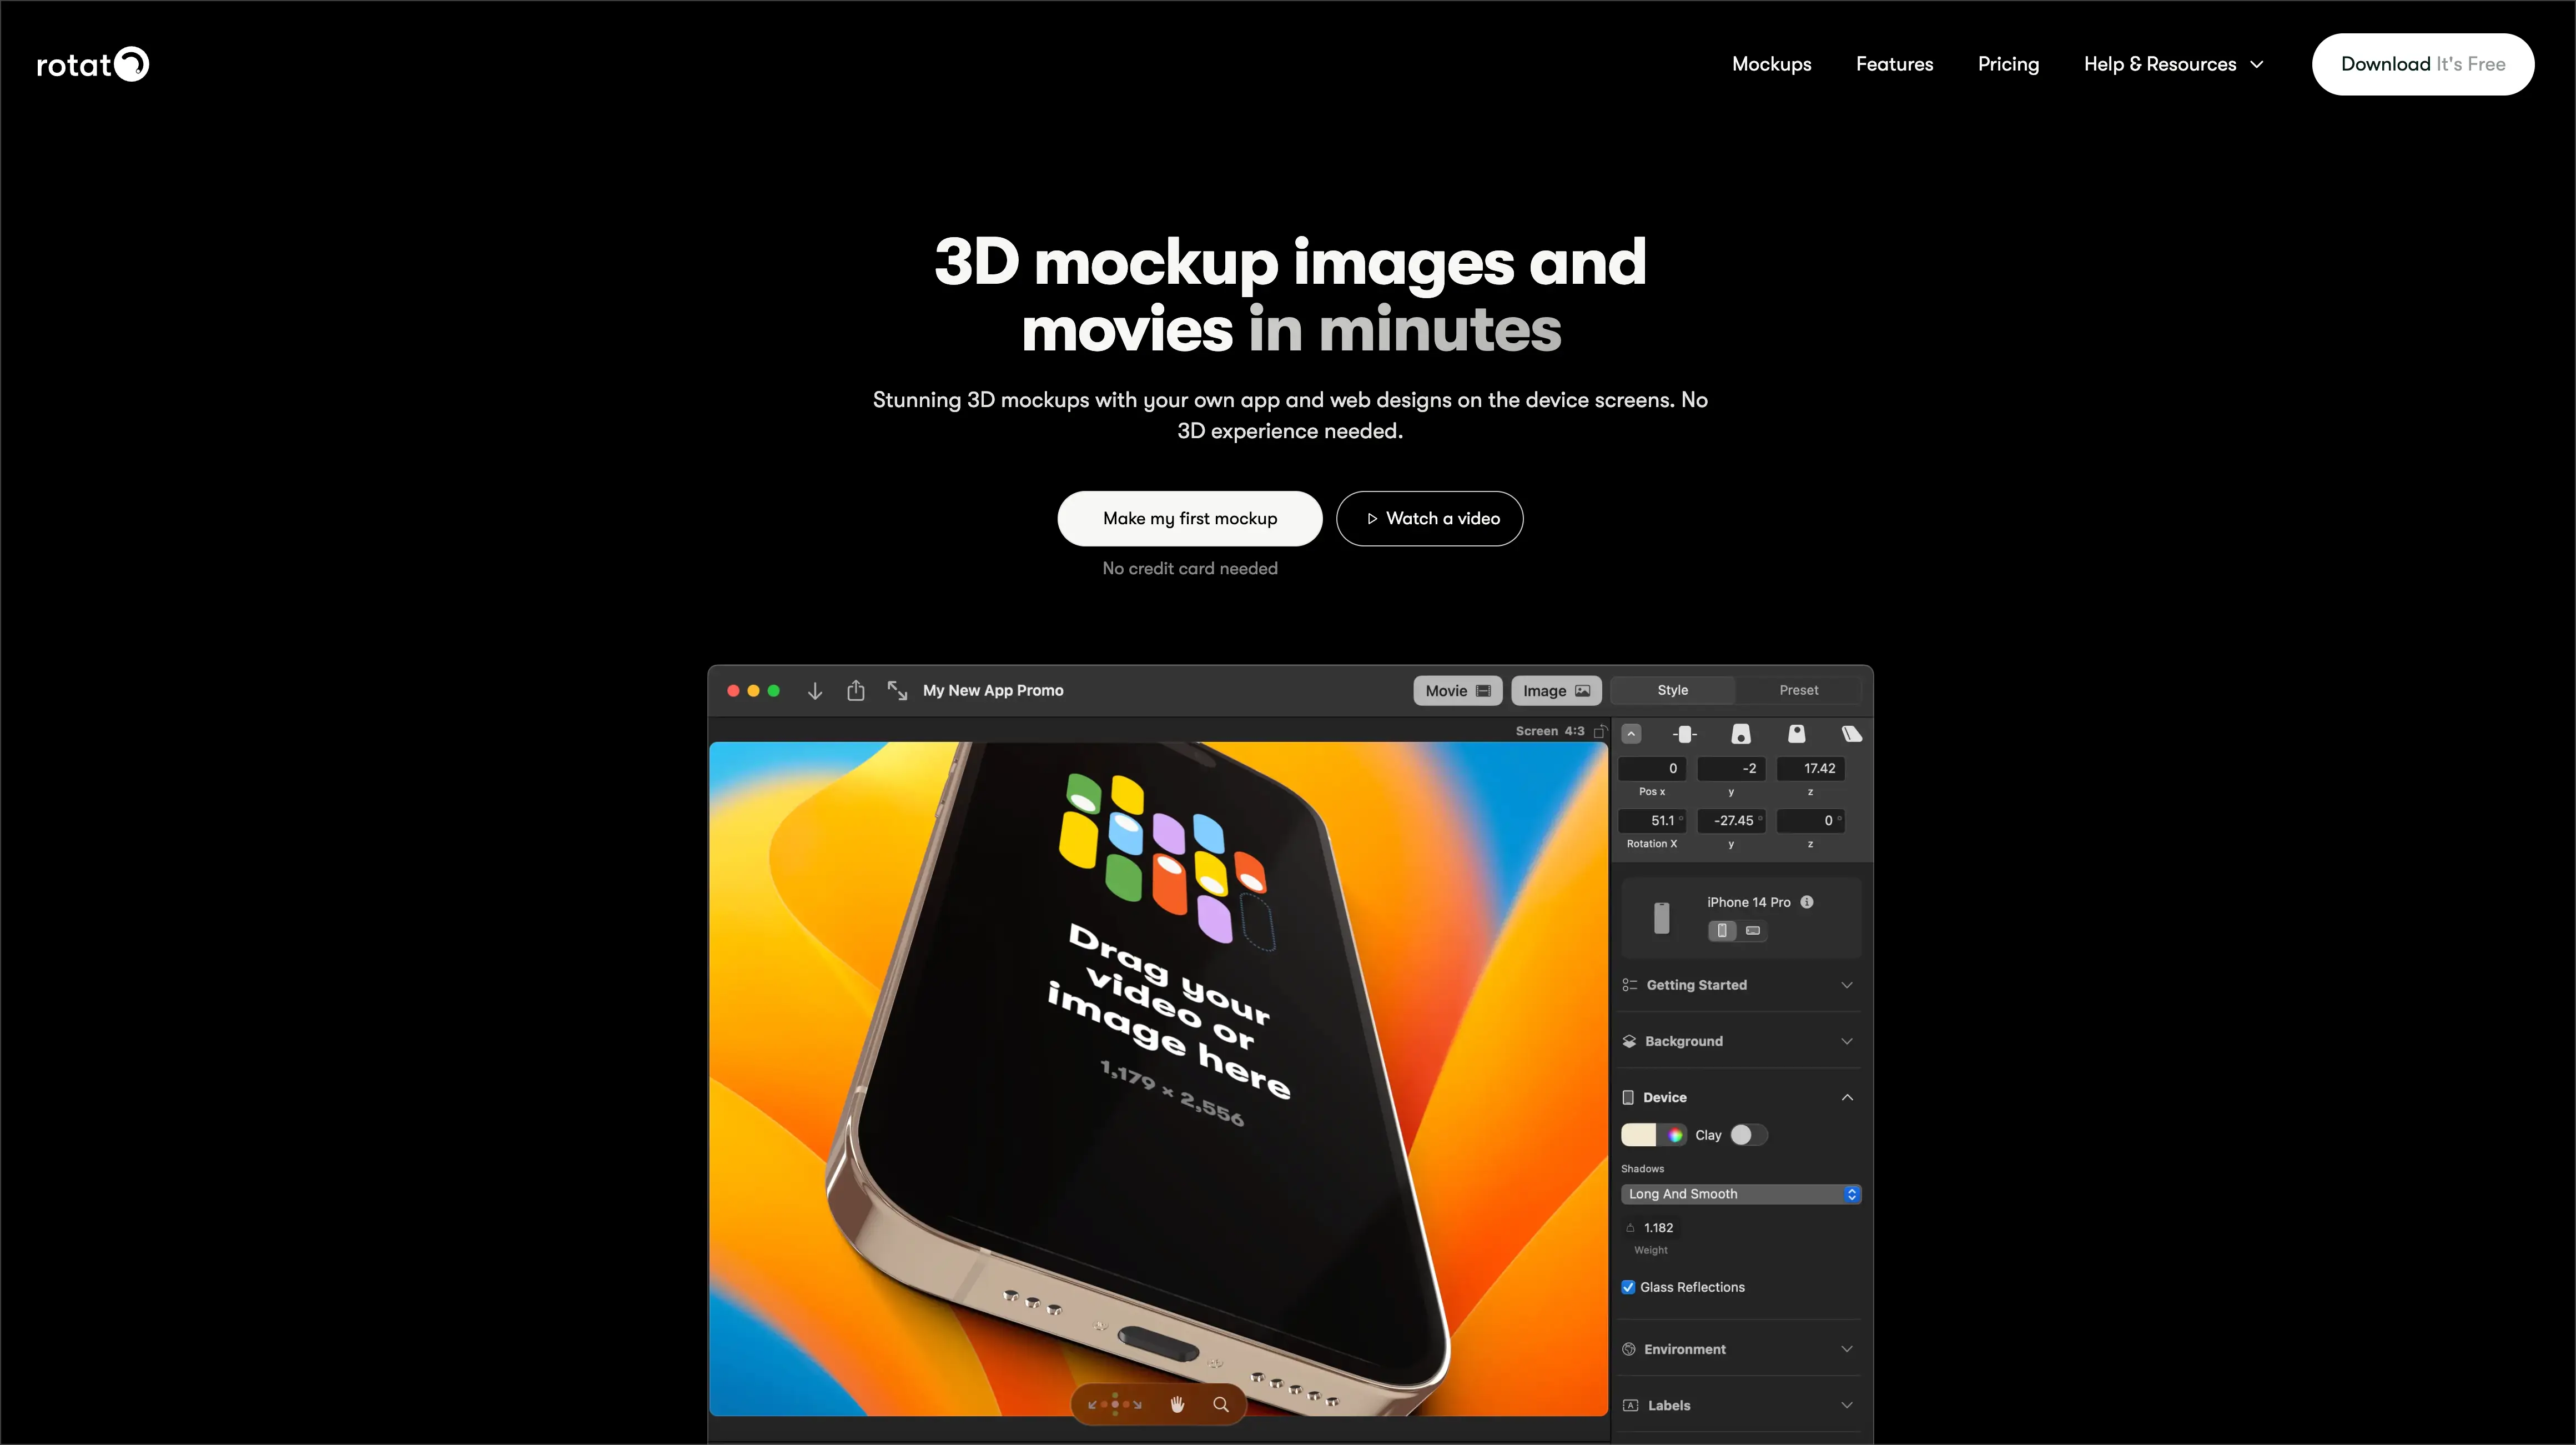 rotato
Mockups
Features
Pricing
Help & Resources
Download It's Free
3D mockup images and
movies in minutes
Stunning 3D mockups with your own app and web designs on the device screens. No
3D experience needed.
Make my first mockup
Watch a video
No credit card needed
My New App Promo
Movie
Image
Style
Preset
Screen 4:3
0
-2
17.42
Pos x
y
z
51.1 °
-27.45 °
0 °
Rotation X
y
z
Drag your
video or
image here
1,179 × 2,556
iPhone 14 Pro
Getting Started
Background
Device
Clay
Shadows
Long And Smooth
1.182
Weight
Glass Reflections
Environment
A Labels